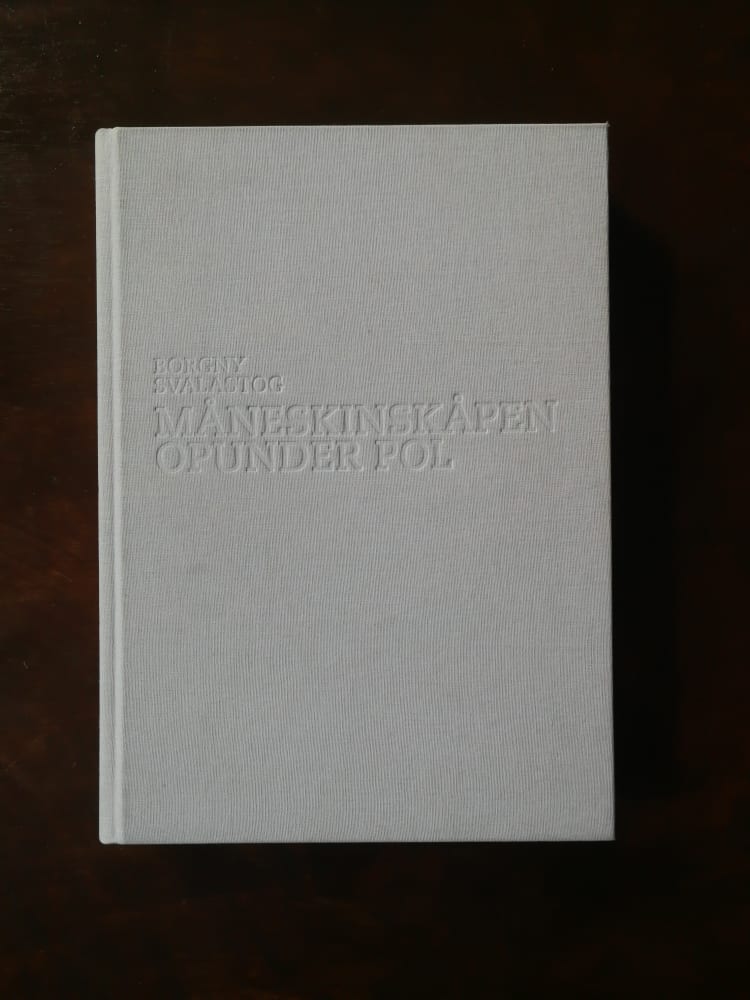 BORGNY
SVALASTOG
MÅNESKINSKÅPEN
OPUNDER POL